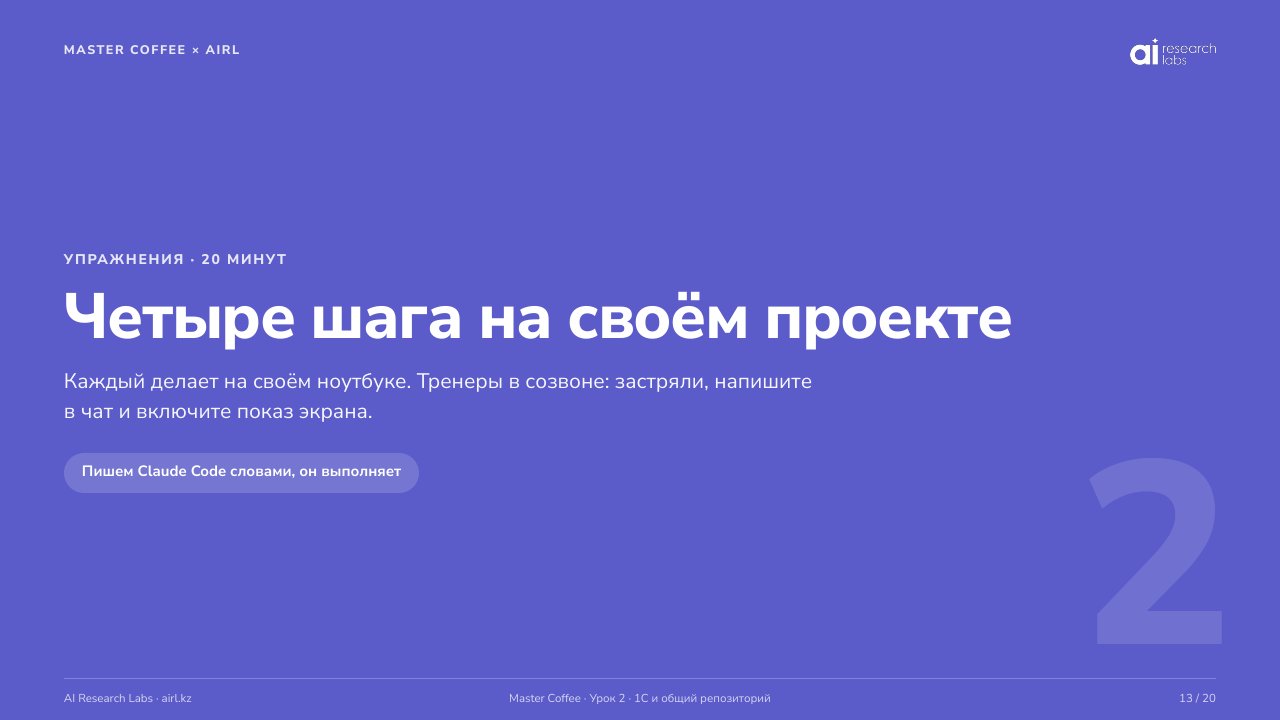 MASTER COFFEE × AIRL
ai research
labs
УПРАЖНЕНИЯ · 20 МИНУТ
Четыре шага на своём проекте
Каждый делает на своём ноутбуке. Тренеры в созвоне: застряли, напишите
в чат и включите показ экрана.
Пишем Claude Code словами, он выполняет
2
AI Research Labs · airl.kz
Master Coffee · Урок 2 · 1С и общий репозиторий
13 / 20